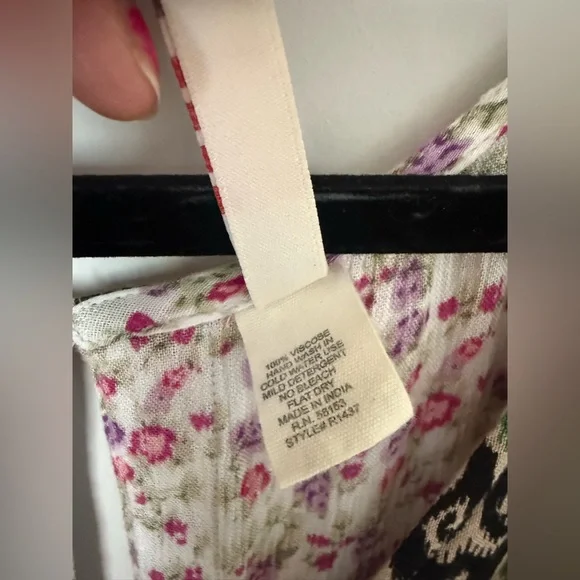 100% VISCOSE
HAND WASH IN
COLD WATER USE
MILD DETERGENT
NO BLEACH
FLAT DRY
MADE IN INDIA
R.N. 56163
STYLE# R1437